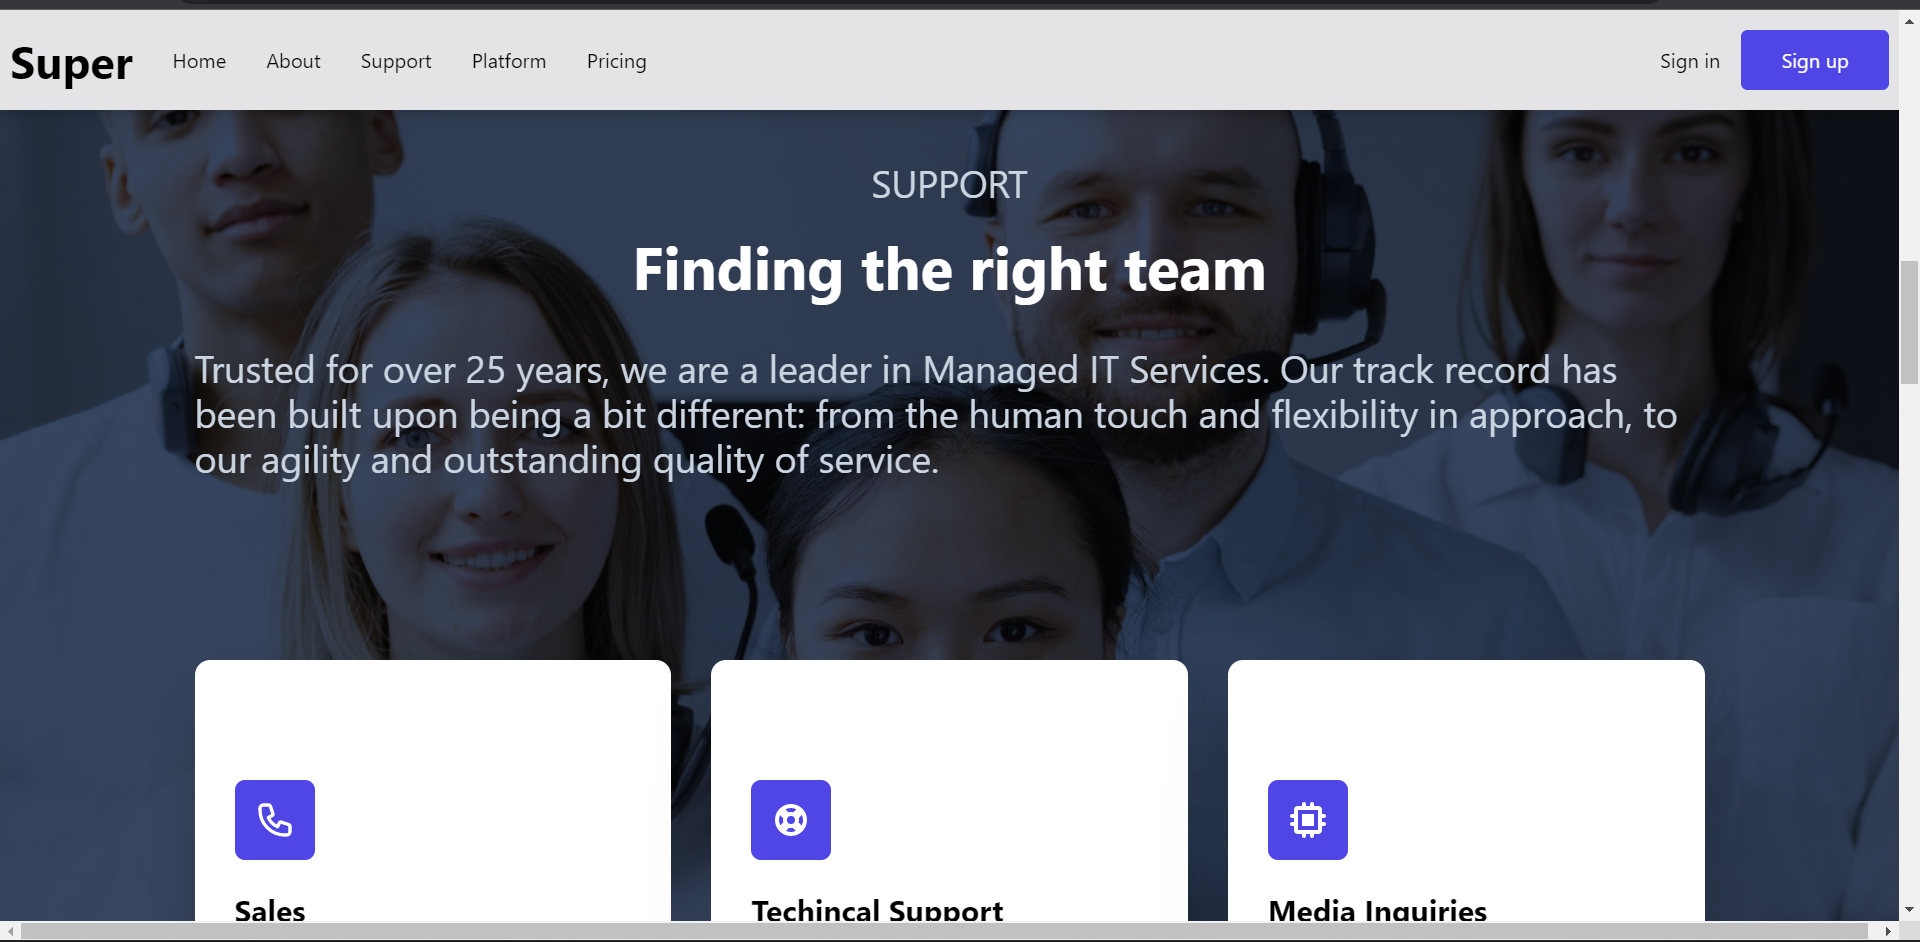 Super Home About Support Platform Pricing Sign in Sign up
SUPPORT
Finding the right team
Trusted for over 25 years, we are a leader in Managed IT Services. Our track record has
been built upon being a bit different: from the human touch and flexibility in approach, to
our agility and outstanding quality of service.
Sales Techincal Support Media Inquiries